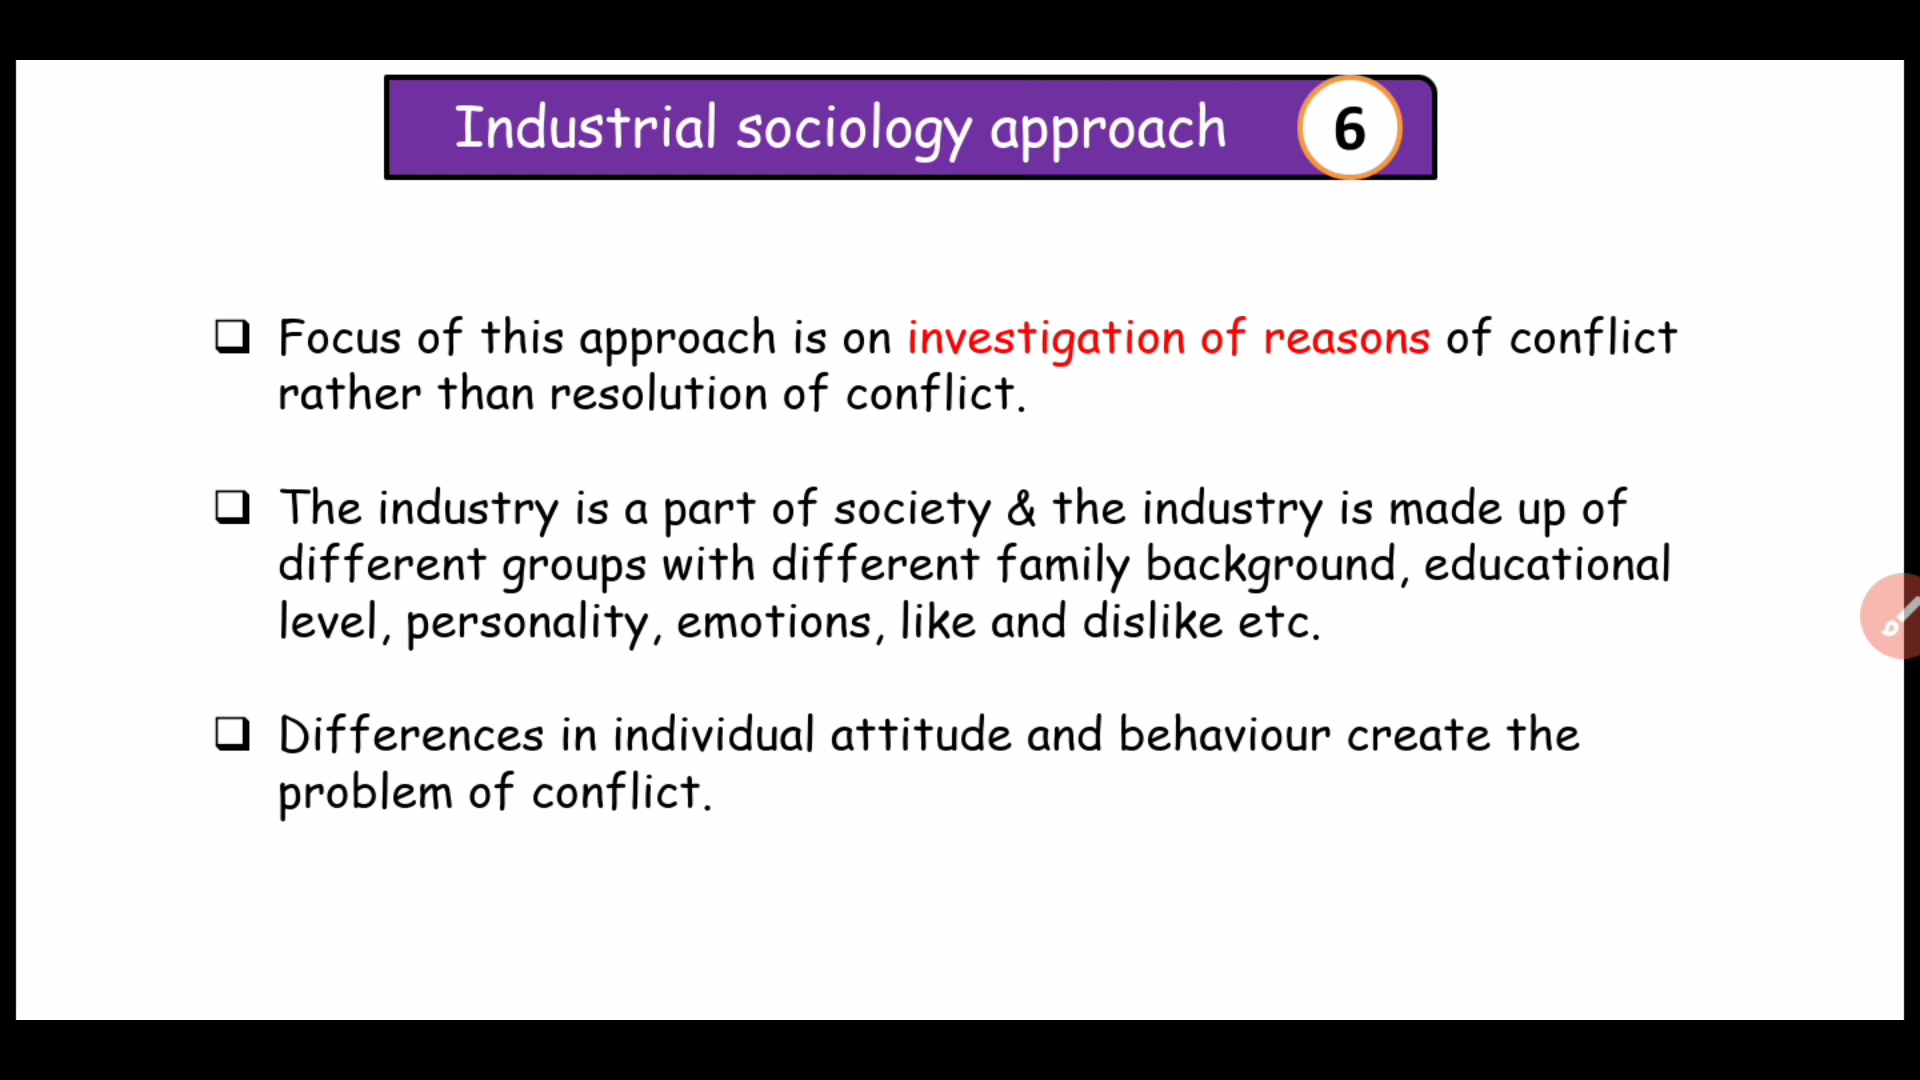 Industrial sociology approach 6
❑ Focus of this approach is on investigation of reasons of conflict
rather than resolution of conflict.
❑ The industry is a part of society & the industry is made up of
different groups with different family background, educational
level, personality, emotions, like and dislike etc.
❑ Differences in individual attitude and behaviour create the
problem of conflict.